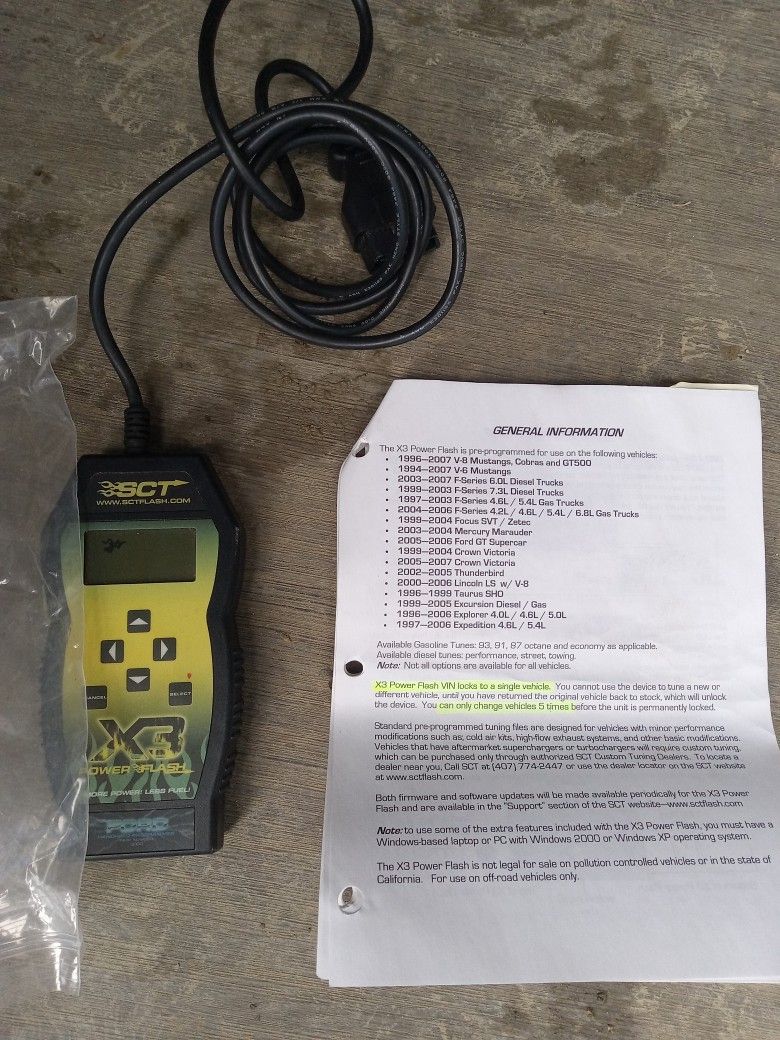 SCT
WWW.SCTFLASH.COM
SELECT
X3
POWER FLASH
MORE POWER! LESS FUEL!
GENERAL INFORMATION
The X3 Power Flash is pre-programmed for use on the following vehicles:
• 1996—2007 V-8 Mustangs, Cobras and GT500
• 1994—2007 V-6 Mustangs
• 2003-2007 F-Series 6.0L Diesel Trucks
• 1999—2003 F-Series 7.3L Diesel Trucks
• 1997—2003 F-Series 4.6L / 5.4L Gas Trucks
• 2004—2006 F-Series 4.2L / 4.6L / 5.4L / 6.8L Gas Trucks
• 1999—2004 Focus SVT / Zetec
• 2003—2004 Mercury Marauder
• 2005—2006 Ford GT Supercar
• 1999—2004 Crown Victoria
• 2005—2007 Crown Victoria
• 2002—2005 Thunderbird
• 2000—2006 Lincoln LS w/ V-8
• 1996—1999 Taurus SHO
• 1999—2005 Excursion Diesel / Gas
• 1996—2006 Explorer 4.0L / 4.6L / 5.0L
• 1997—2006 Expedition 4.6L / 5.4L
Available Gasoline Tunes: 93, 91, 87 octane and economy as applicable.
Available diesel tunes: performance, street, towing.
Note: Not all options are available for all vehicles.
X3 Power Flash VIN locks to a single vehicle. You cannot use the device to tune a new or
different vehicle, until you have returned the original vehicle back to stock, which will unlock
the device. You can only change vehicles 5 times before the unit is permanently locked.
Standard pre-programmed tuning files are designed for vehicles with minor performance
modifications such as; cold air kits, high-flow exhaust systems, and other basic modifications.
Vehicles that have aftermarket superchargers or turbochargers will require custom tuning,
which can be purchased only through authorized SCT Custom Tuning Dealers. To locate a
dealer near you, Call SCT at (407) 774-2447 or use the dealer locator on the SCT website
at www.sctflash.com.
Both firmware and software updates will be made available periodically for the X3 Power
Flash and are available in the "Support" section of the SCT website—www.sctflash.com
Note: to use some of the extra features included with the X3 Power Flash, you must have a
Windows-based laptop or PC with Windows 2000 or Windows XP operating system.
The X3 Power Flash is not legal for sale on pollution controlled vehicles or in the state of
California. For use on off-road vehicles only.